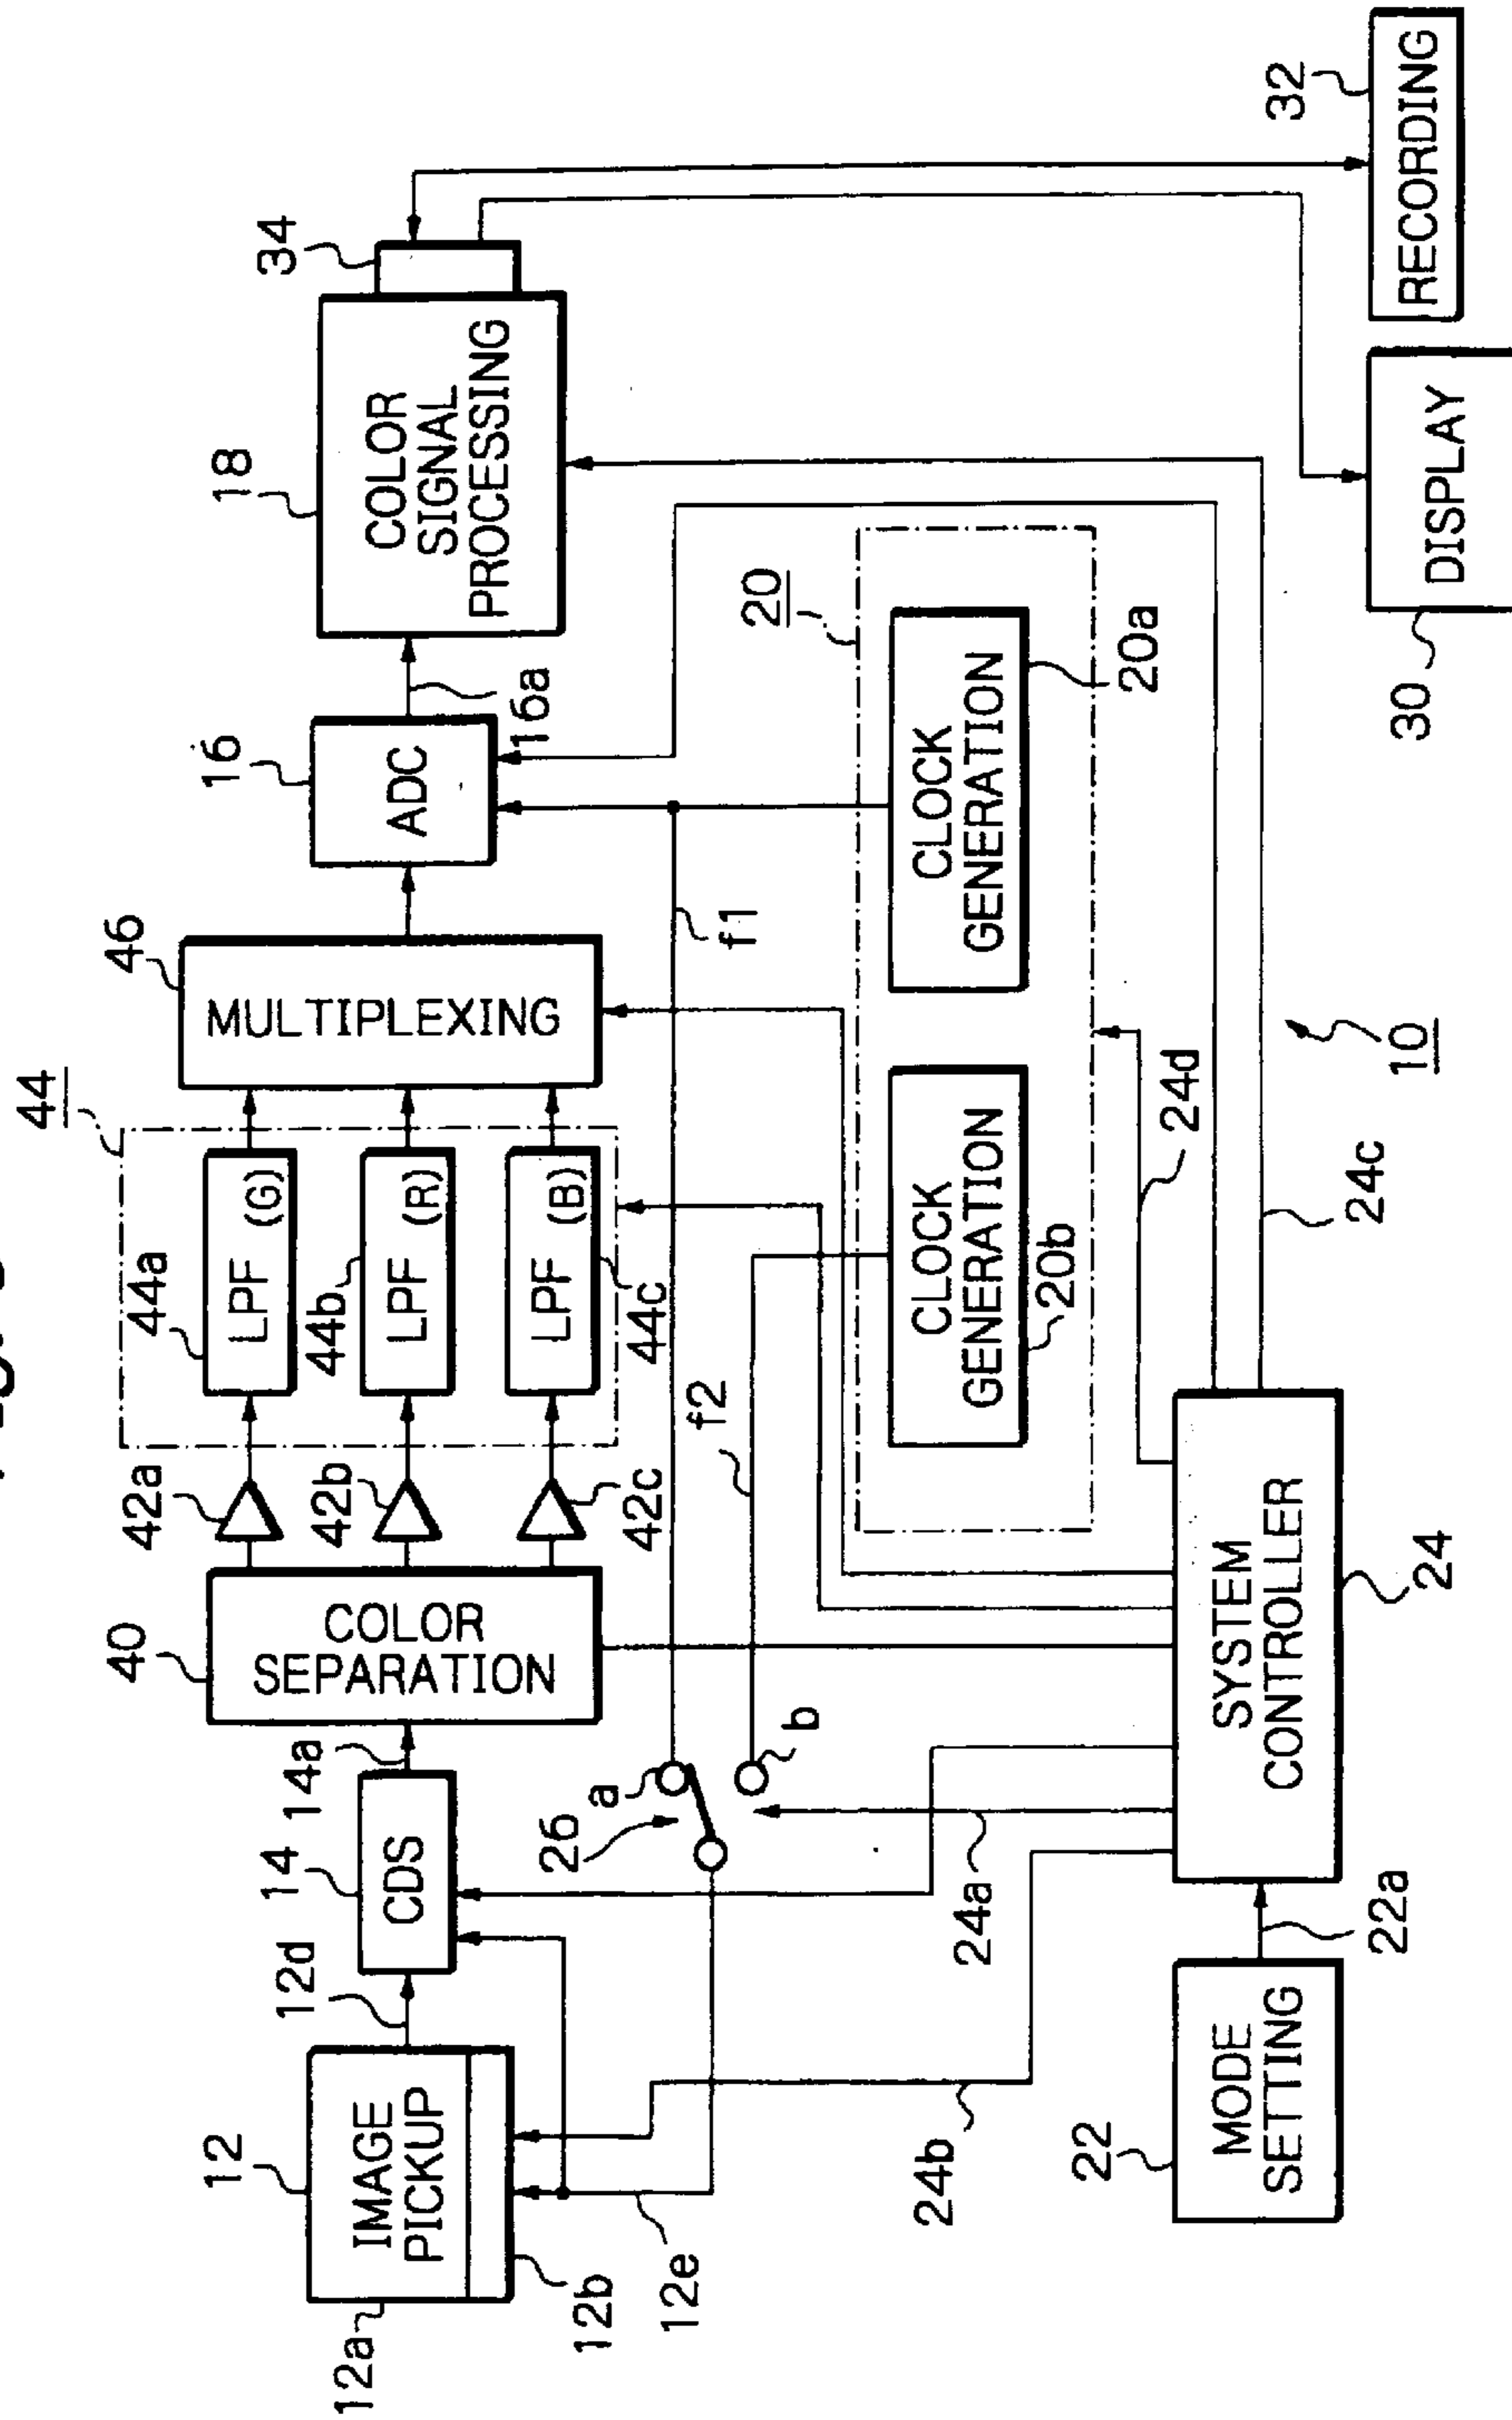 44
46
40
42a
42b
42c
44a
44b
44c
LPF (G)
LPF (R)
LPF (B)
12
12a
12b
12d
12e
IMAGE
PICKUP
14
CDS
14a
COLOR
SEPARATION
MULTIPLEXING
16
ADC
16a
18
COLOR
SIGNAL
PROCESSING
34
26
a
b
f1
f2
20
CLOCK
GENERATION
20b
CLOCK
GENERATION
20a
24a
24b
24d
24c
10
22
MODE
SETTING
22a
SYSTEM
CONTROLLER
24
30
DISPLAY
32
RECORDING